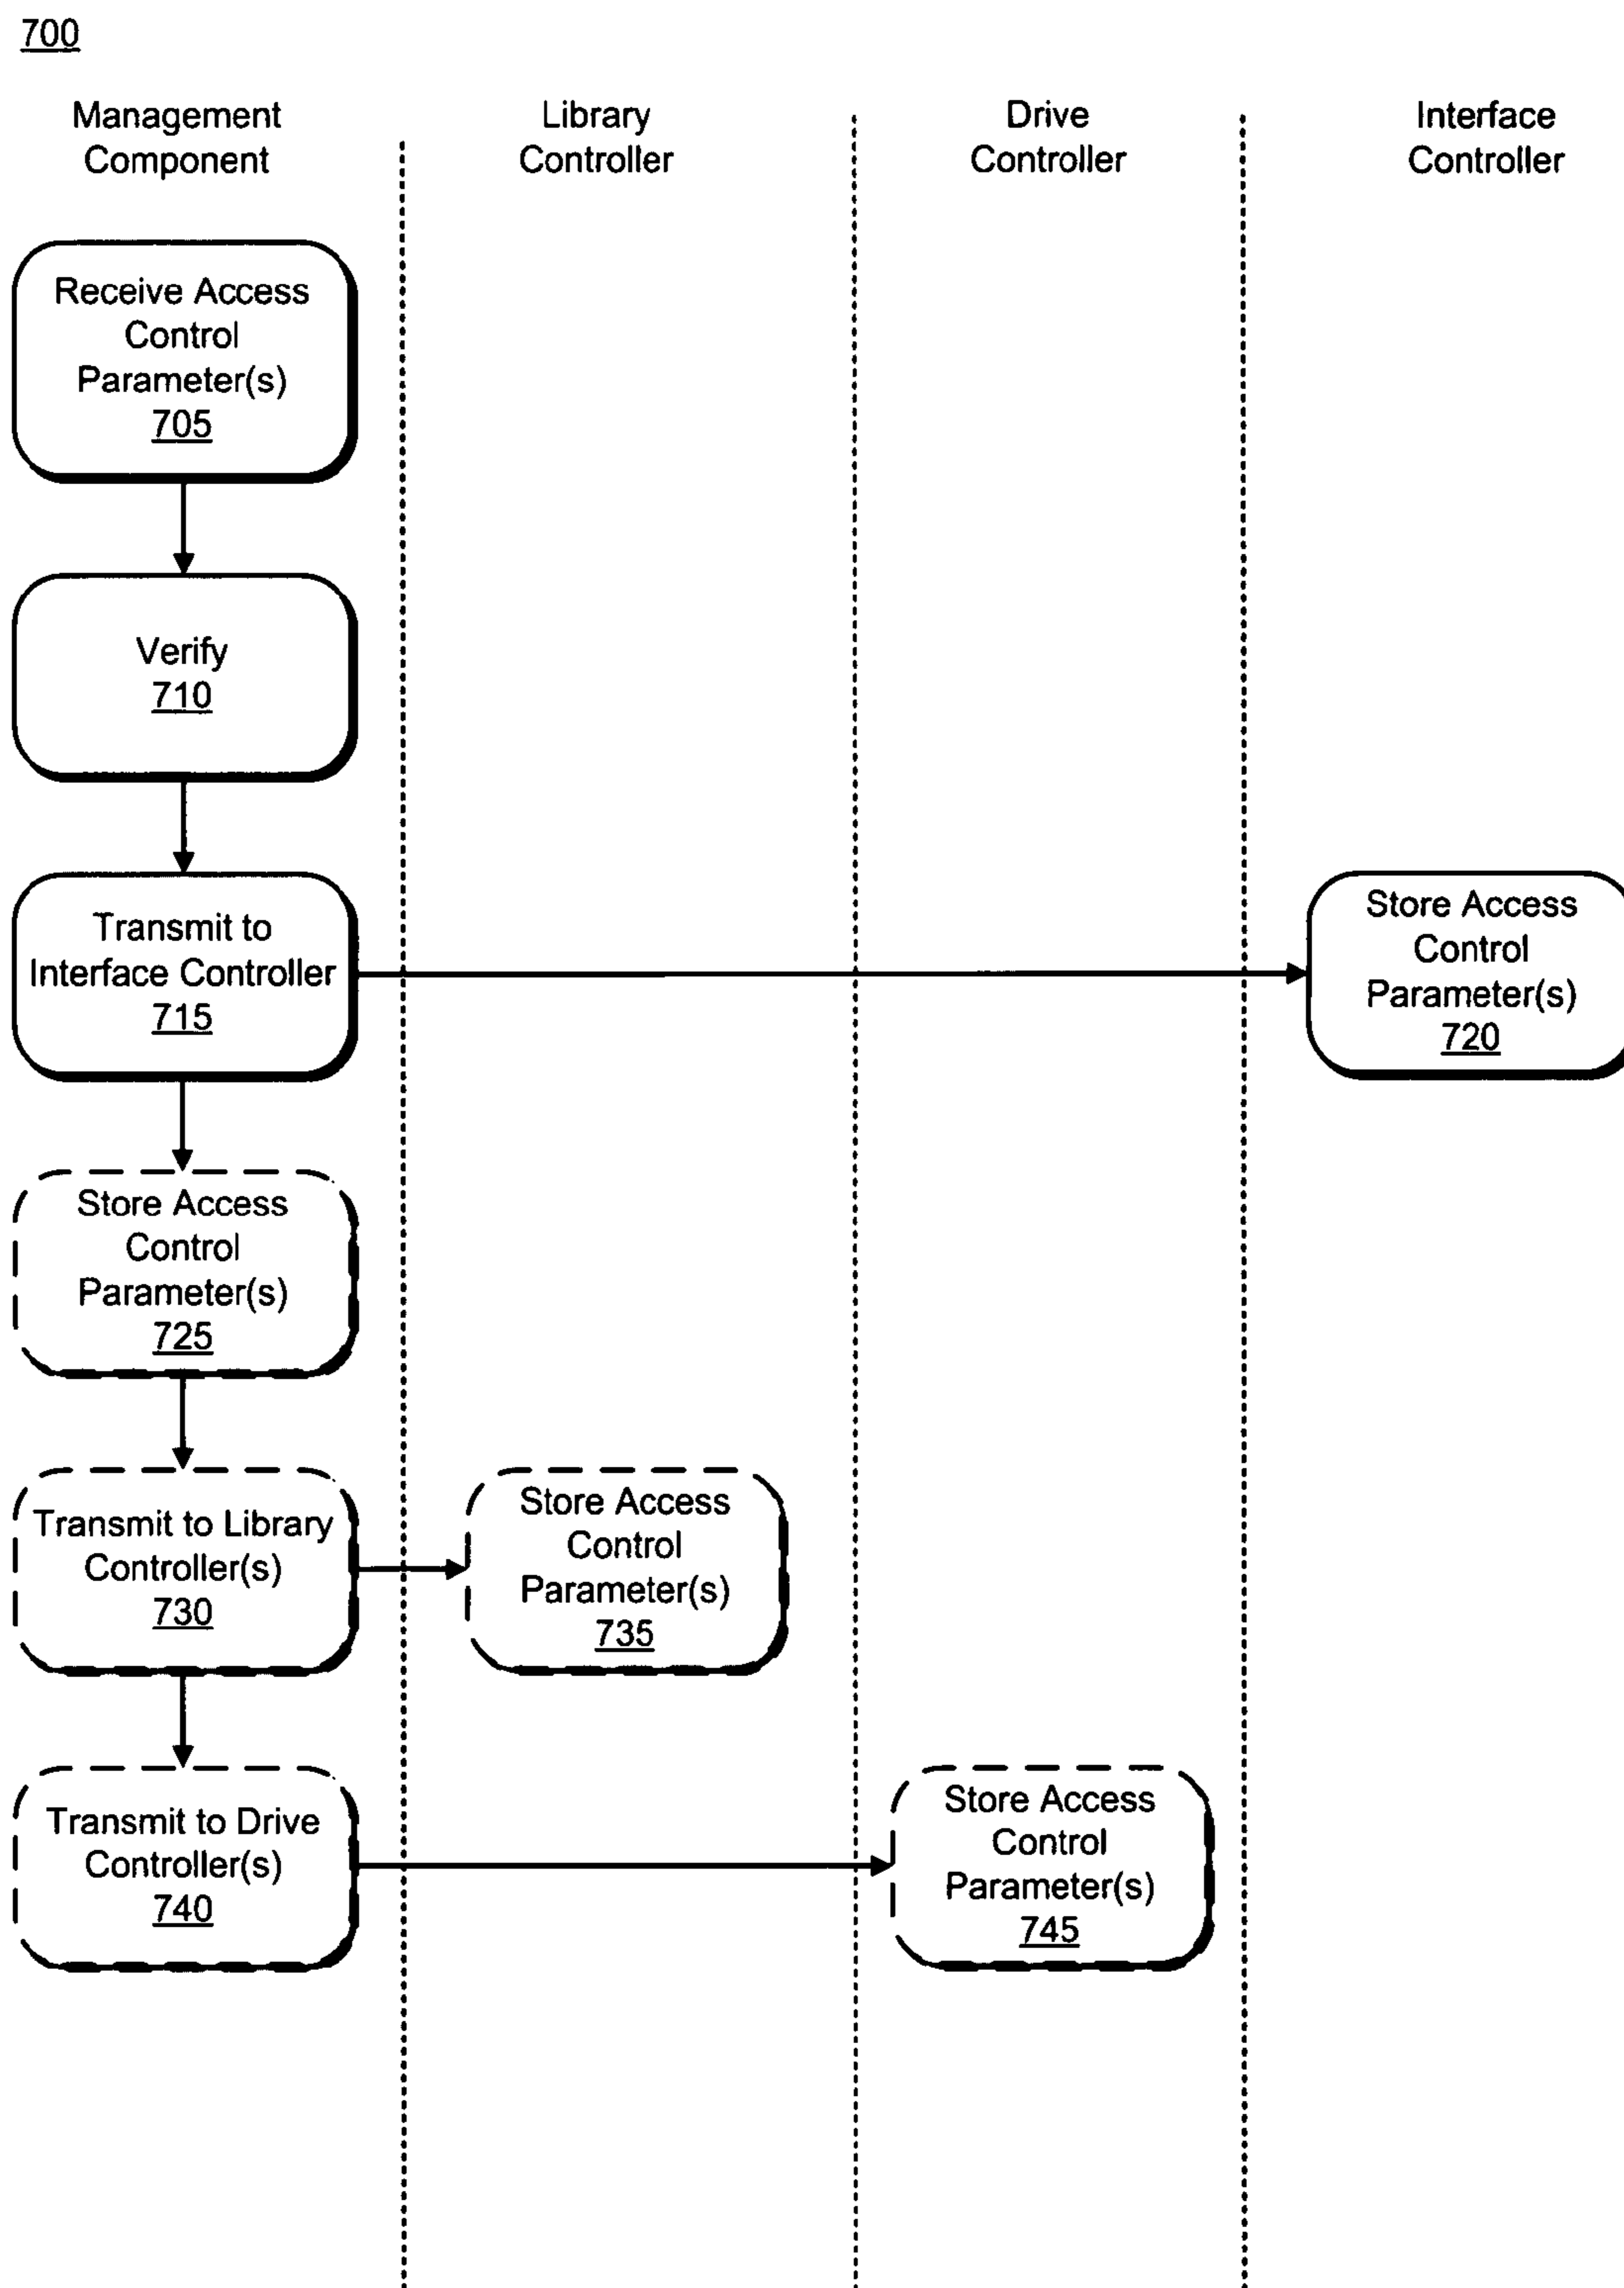 700
Management
Component
Library
Controller
Drive
Controller
Interface
Controller
Receive Access
Control
Parameter(s)
705
Verify
710
Transmit to
Interface Controller
715
Store Access
Control
Parameter(s)
720
Store Access
Control
Parameter(s)
725
Transmit to Library
Controller(s)
730
Store Access
Control
Parameter(s)
735
Transmit to Drive
Controller(s)
740
Store Access
Control
Parameter(s)
745